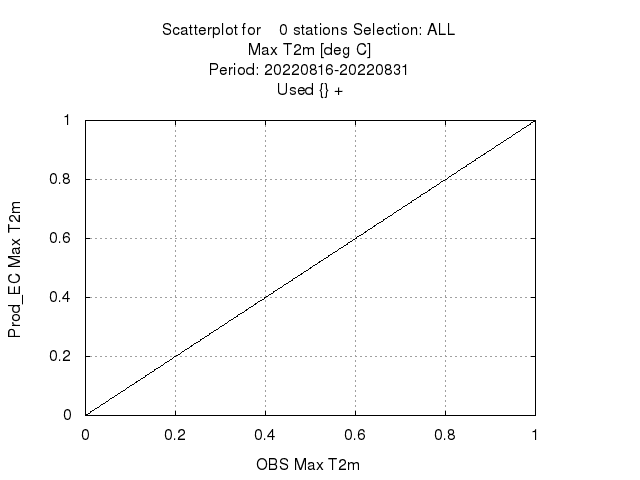 Scatterplot for    0 stations Selection: ALL
Max T2m [deg C]
Period: 20220816-20220831
Used {} +
1
0.8
0.6
0.4
0.2
0
Prod_EC Max T2m
0 0.2 0.4 0.6 0.8 1
OBS Max T2m